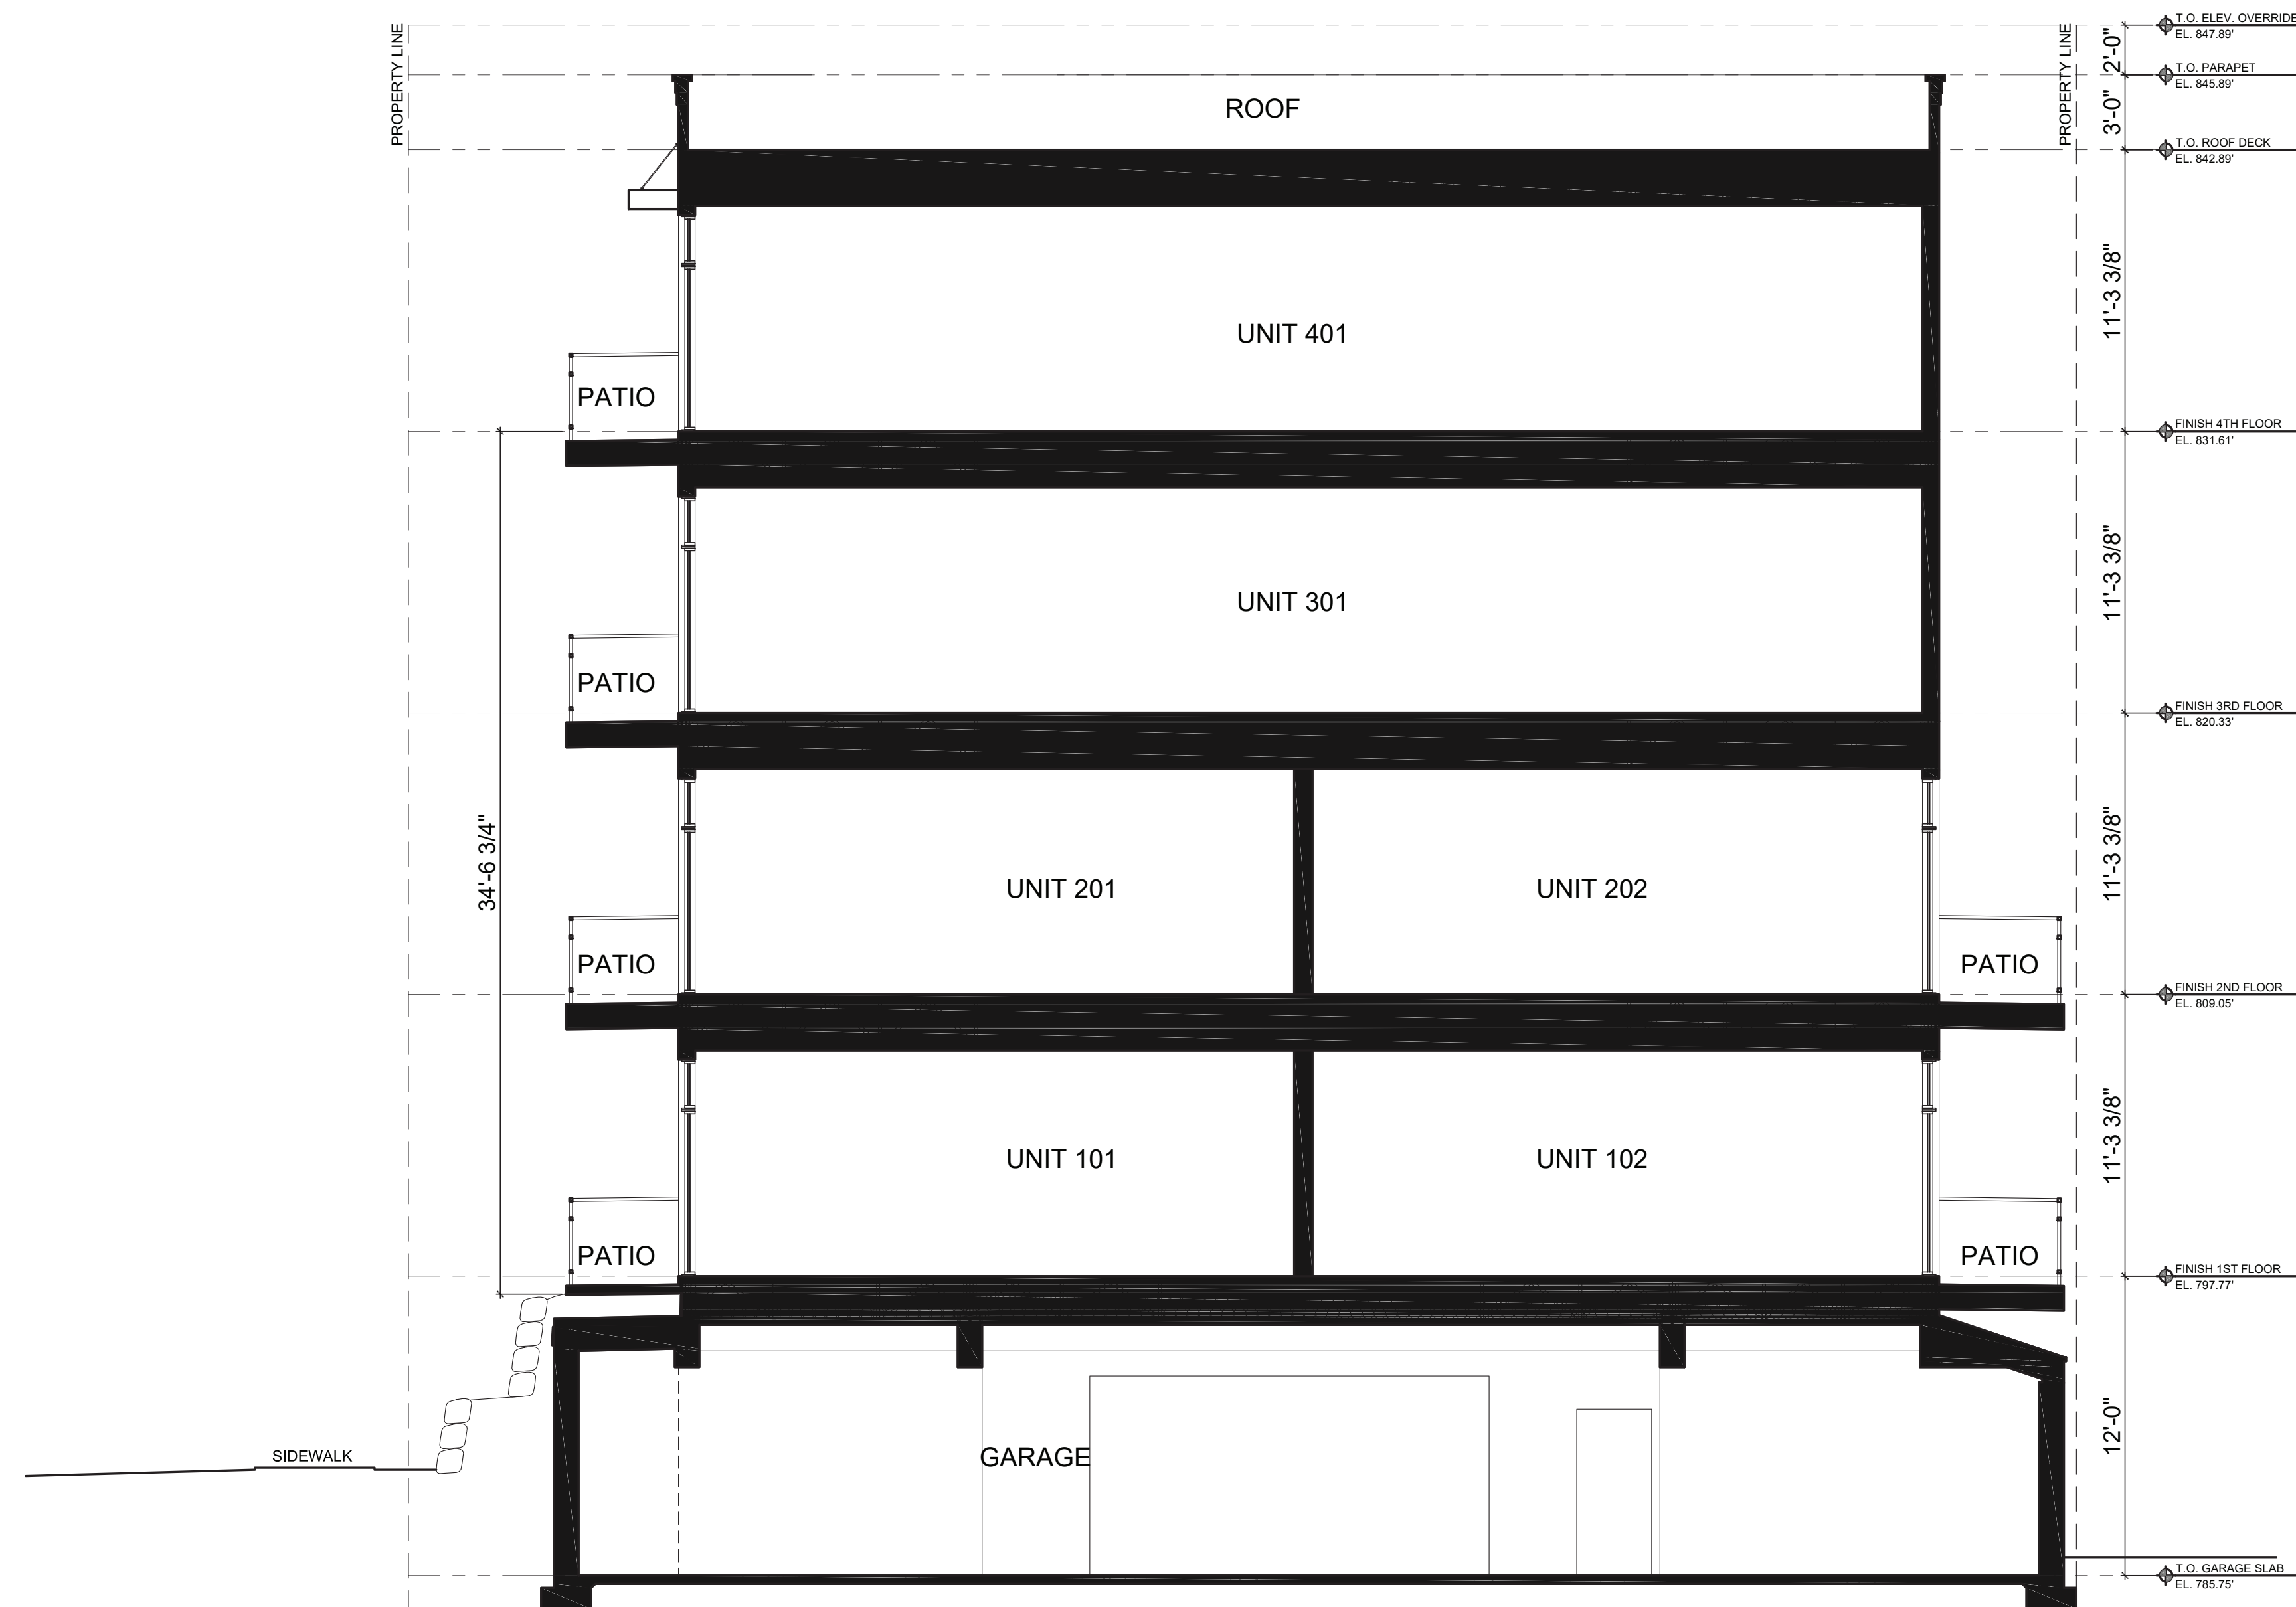 PROPERTY LINE
PROPERTY LINE
T.O. ELEV. OVERRIDE
EL. 847.89'
2'-0"
T.O. PARAPET
EL. 845.89'
ROOF
3'-0"
T.O. ROOF DECK
EL. 842.89'
11'-3 3/8"
UNIT 401
PATIO
FINISH 4TH FLOOR
EL. 831.61'
11'-3 3/8"
UNIT 301
PATIO
FINISH 3RD FLOOR
EL. 820.33'
34'-6 3/4"
11'-3 3/8"
UNIT 201
UNIT 202
PATIO
PATIO
FINISH 2ND FLOOR
EL. 809.05'
11'-3 3/8"
UNIT 101
UNIT 102
PATIO
PATIO
FINISH 1ST FLOOR
EL. 797.77'
12'-0"
SIDEWALK
GARAGE
T.O. GARAGE SLAB
EL. 785.75'